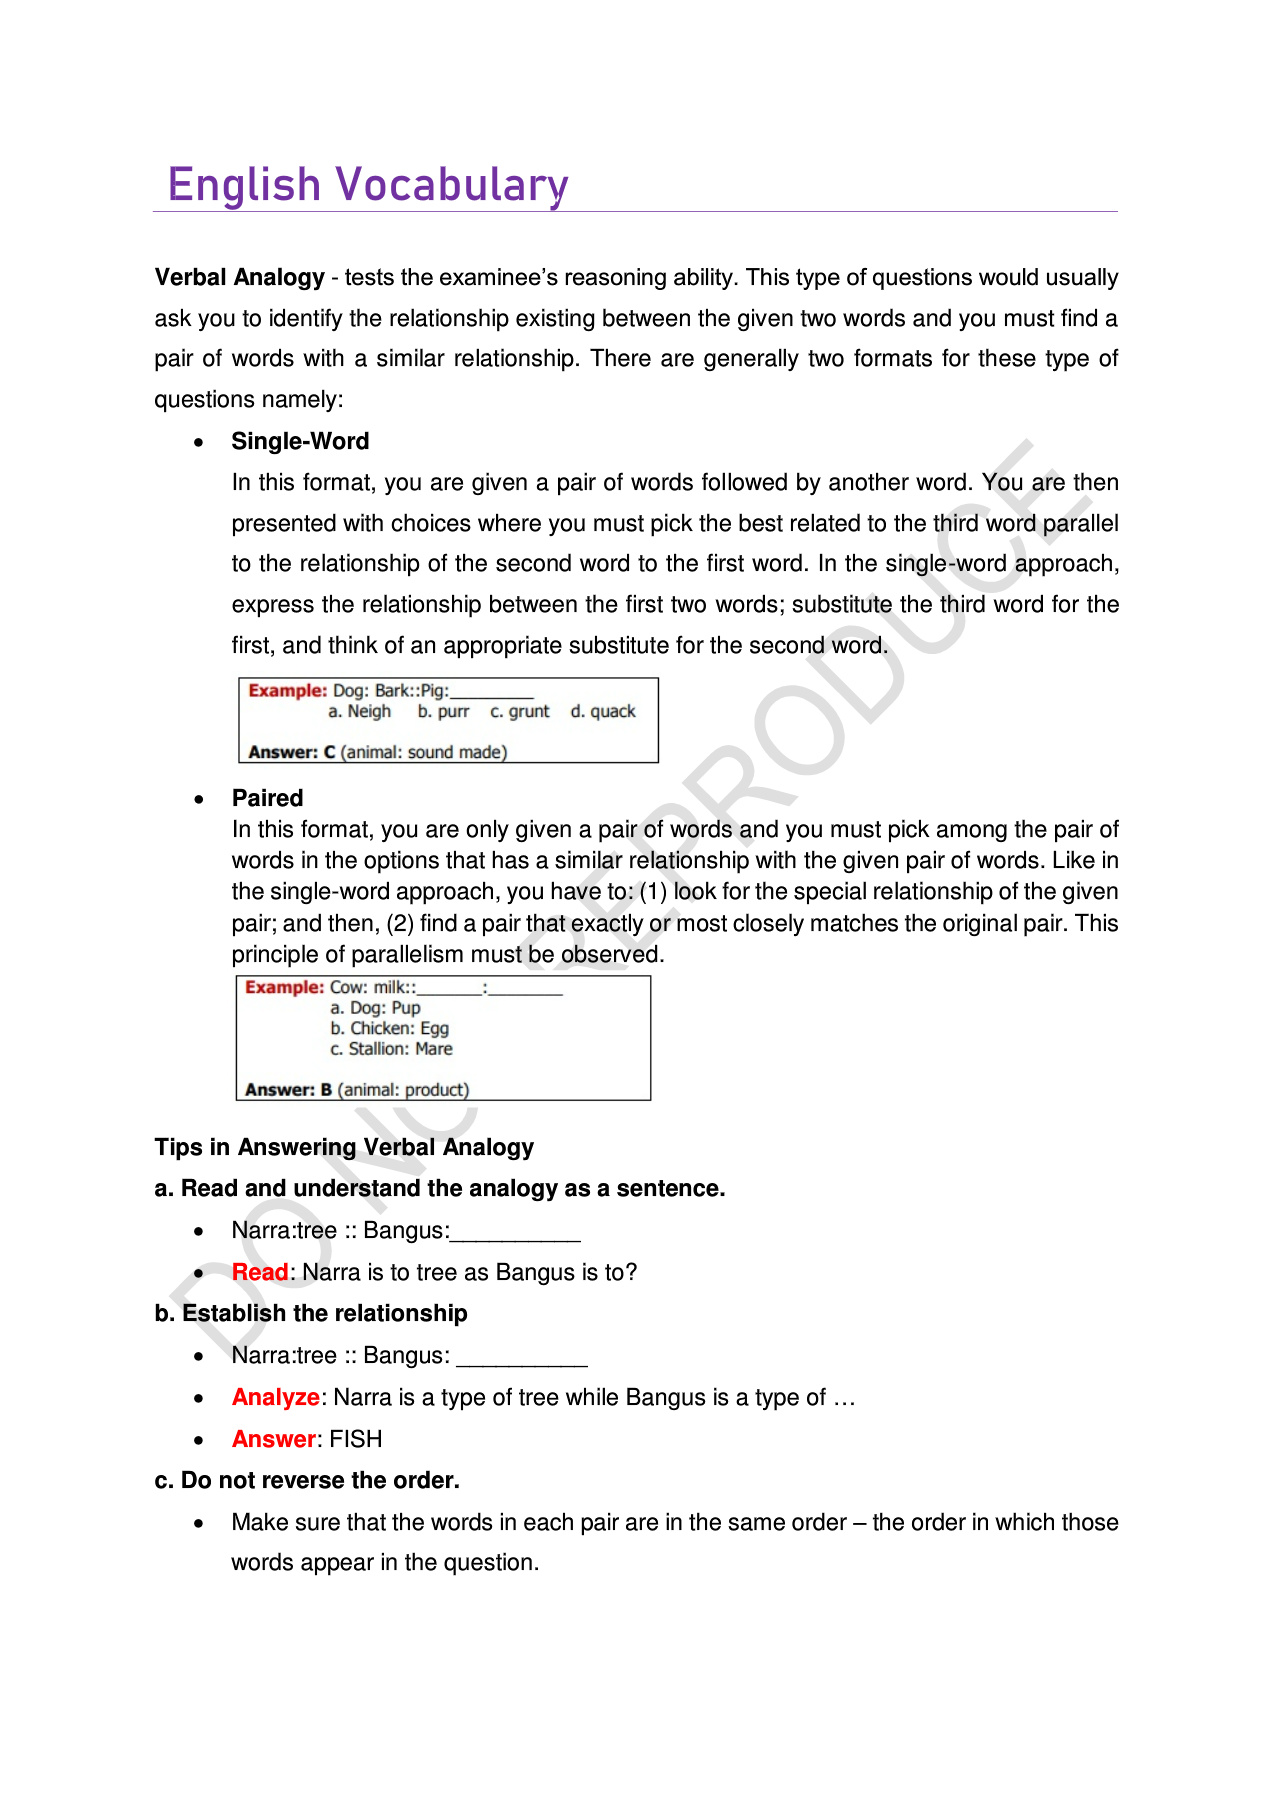 English Vocabulary
Verbal Analogy - tests the examinee’s reasoning ability. This type of questions would usually
ask you to identify the relationship existing between the given two words and you must find a
pair of words with a similar relationship. There are generally two formats for these type of
questions namely:
• Single-Word
In this format, you are given a pair of words followed by another word. You are then
presented with choices where you must pick the best related to the third word parallel
to the relationship of the second word to the first word. In the single-word approach,
express the relationship between the first two words; substitute the third word for the
first, and think of an appropriate substitute for the second word.
Example: Dog: Bark::Pig:_________
a. Neigh b. purr c. grunt d. quack
Answer: C (animal: sound made)
• Paired
In this format, you are only given a pair of words and you must pick among the pair of
words in the options that has a similar relationship with the given pair of words. Like in
the single-word approach, you have to: (1) look for the special relationship of the given
pair; and then, (2) find a pair that exactly or most closely matches the original pair. This
principle of parallelism must be observed.
Example: Cow: milk::_______:________
a. Dog: Pup
b. Chicken: Egg
c. Stallion: Mare
Answer: B (animal: product)
Tips in Answering Verbal Analogy
a. Read and understand the analogy as a sentence.
• Narra:tree :: Bangus:__________
• Read: Narra is to tree as Bangus is to?
b. Establish the relationship
• Narra:tree :: Bangus: __________
• Analyze: Narra is a type of tree while Bangus is a type of …
• Answer: FISH
c. Do not reverse the order.
• Make sure that the words in each pair are in the same order – the order in which those
words appear in the question.
DO NOT REPRODUCE